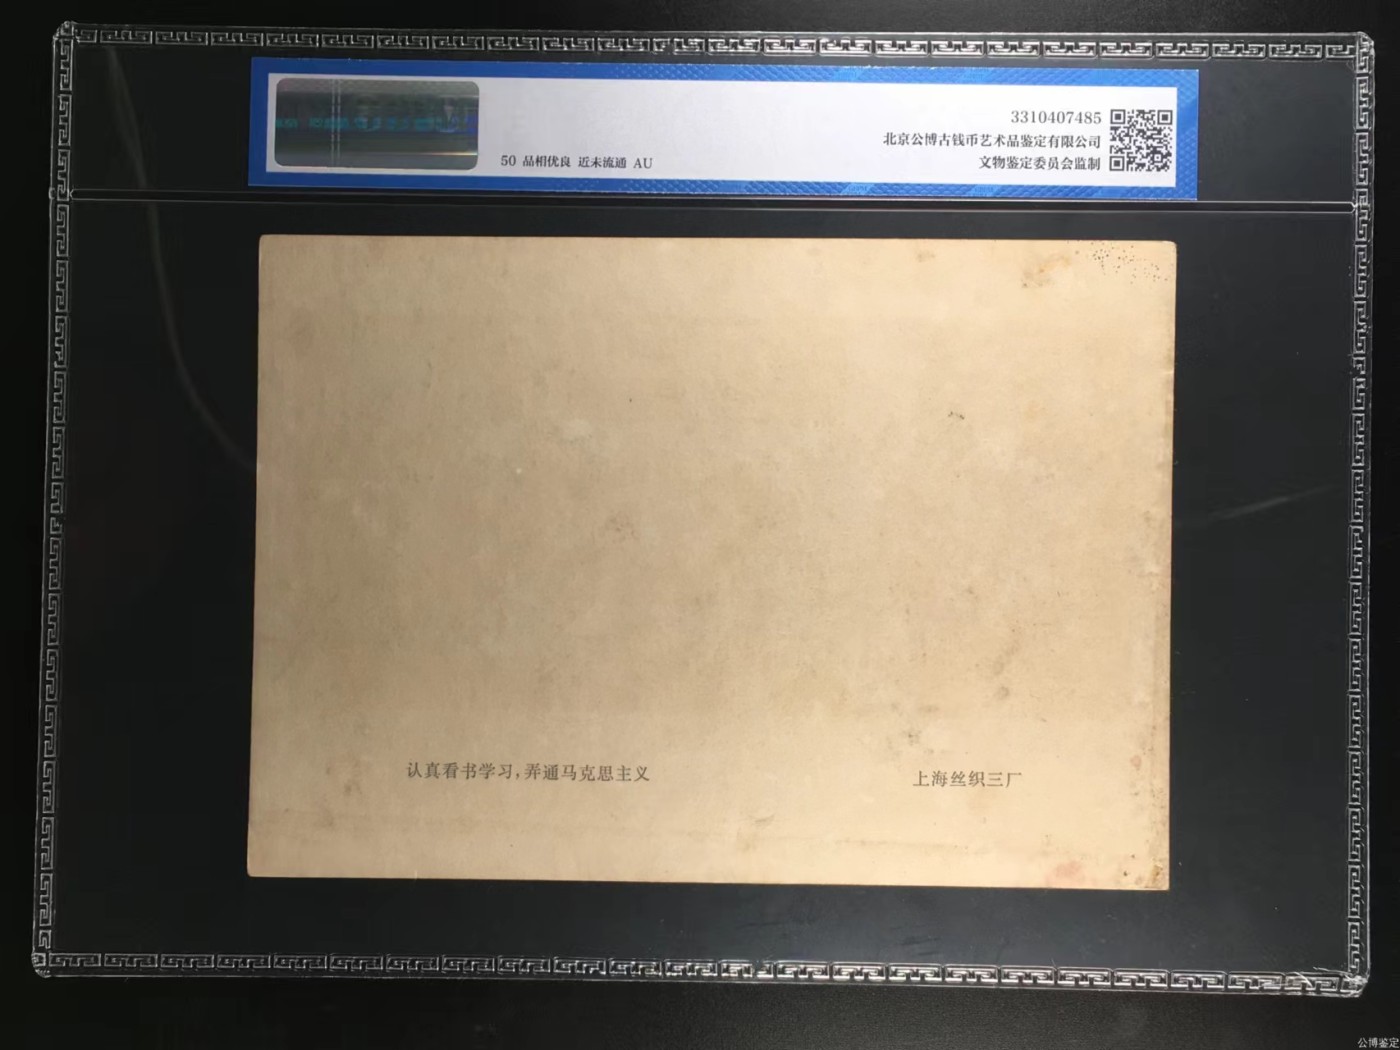 3310407485
北京公博古钱币艺术品鉴定有限公司
50 品相优良 近未流通 AU
文物鉴定委员会监制
认真看书学习,弄通马克思主义
上海丝织三厂
公博鉴定